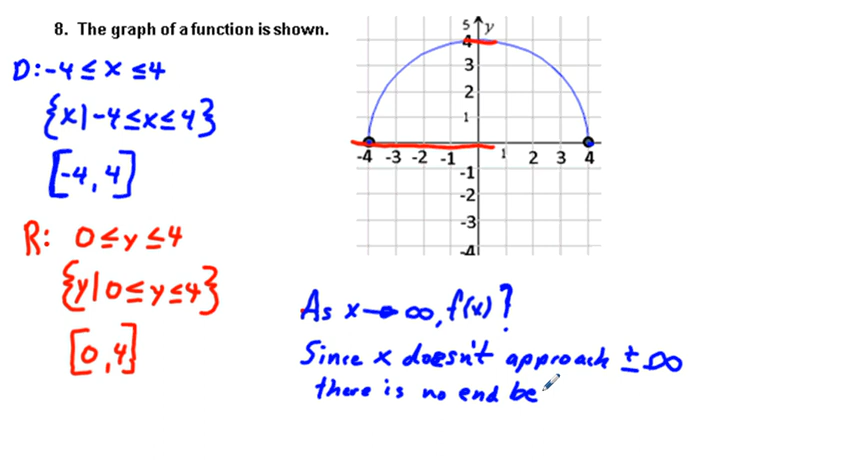 8. The graph of a function is shown.
D: -4 ≤ x ≤ 4
{x | -4 ≤ x ≤ 4}
[-4, 4]
R: 0 ≤ y ≤ 4
{y | 0 ≤ y ≤ 4}
[0, 4]
5 y
4
3
2
1
-4 -3 -2 -1 1 2 3 4
-1
-2
-3
-4
As x → ∞, f(x)?
Since x doesn't approach ± ∞
there is no end be